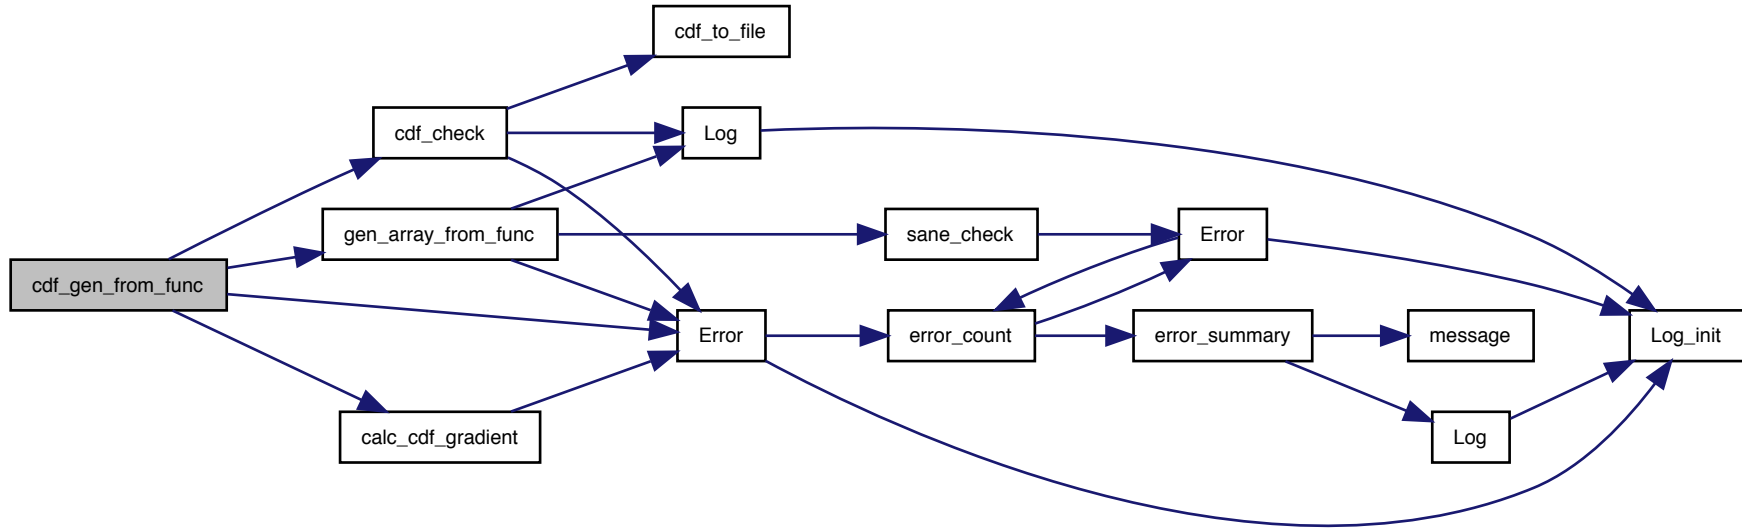 cdf_to_file
cdf_check
Log
gen_array_from_func
sane_check
Error
cdf_gen_from_func
Error
error_count
error_summary
message
Log_init
calc_cdf_gradient
Log